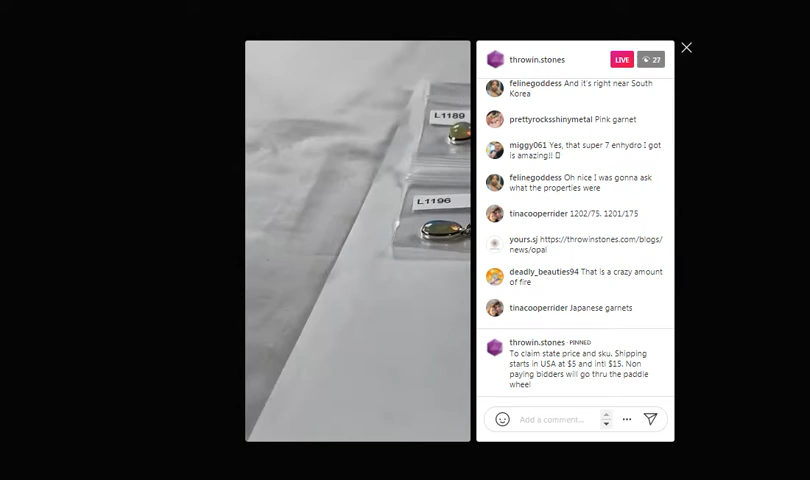 L1189
L1196
throwin.stones
LIVE
27
felinegoddess And it's right near South
Korea
prettyrocksshinymetal Pink garnet
miggy061 Yes, that super 7 enhydro I got
is amazing!!
felinegoddess Oh nice I was gonna ask
what the properties were
tinacooperrider 1202/75. 1201/175
yours.sj https://throwinstones.com/blogs/
news/opal
deadly_beauties94 That is a crazy amount
of fire
tinacooperrider Japanese garnets
throwin.stones · PINNED
To claim state price and sku. Shipping
starts in USA at $5 and intl $15. Non
paying bidders will go thru the paddle
wheel
Add a comment...